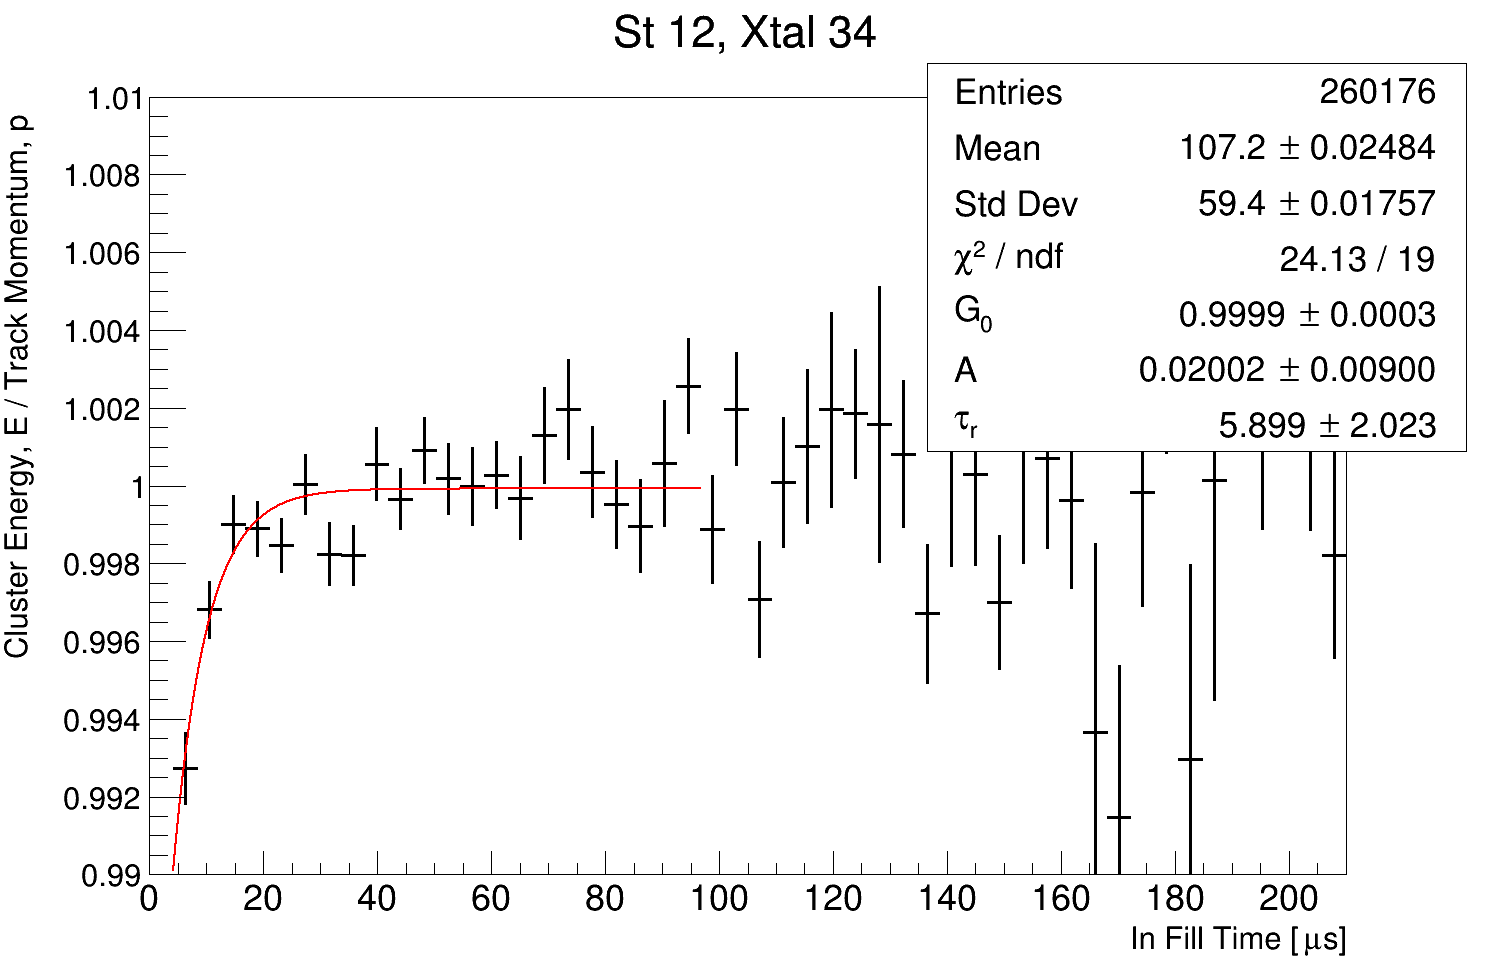 St 12, Xtal 34
Entries 260176
Mean 107.2 ± 0.02484
Std Dev 59.4 ± 0.01757
χ² / ndf 24.13 / 19
G₀ 0.9999 ± 0.0003
A 0.02002 ± 0.00900
τᵣ 5.899 ± 2.023
Cluster Energy, E / Track Momentum, p
1.01
1.008
1.006
1.004
1.002
1
0.998
0.996
0.994
0.992
0.99
0 20 40 60 80 100 120 140 160 180 200
In Fill Time [μs]